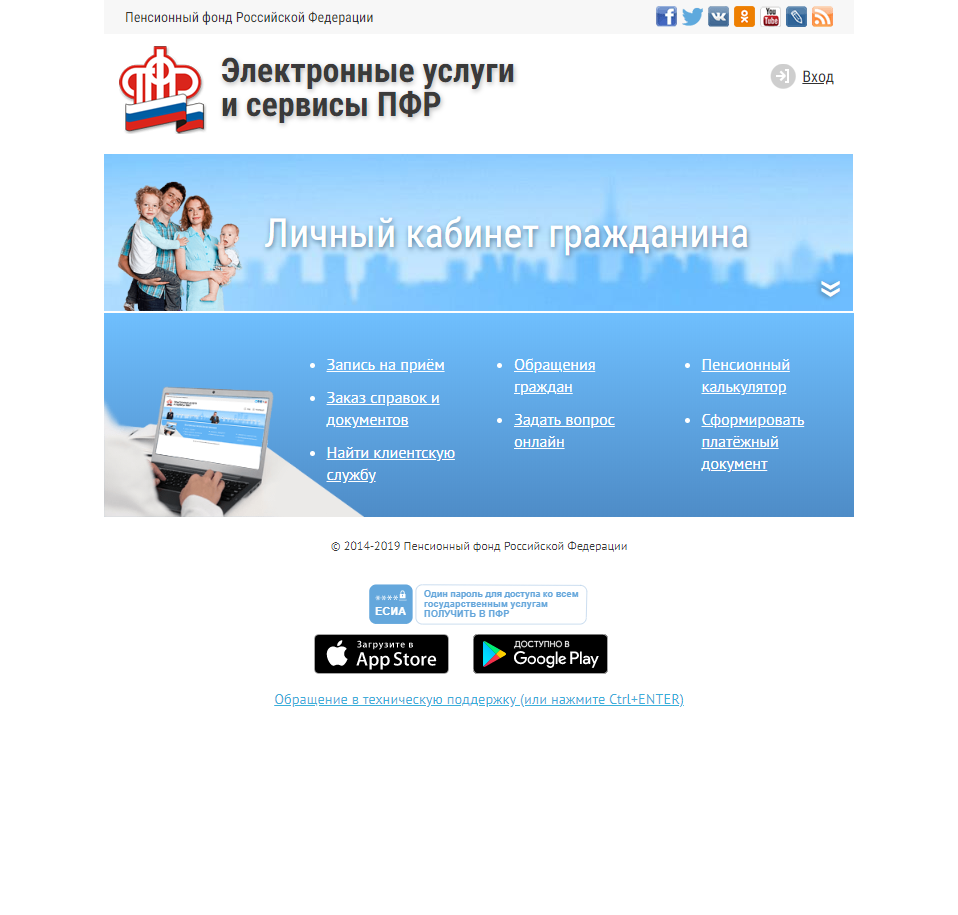 Пенсионный фонд Российской Федерации
You
Tube
ПФР
Электронные услуги
и сервисы ПФР
Вход
Личный кабинет гражданина
Запись на приём
Заказ справок и
документов
Найти клиентскую
службу
Обращения
граждан
Задать вопрос
онлайн
Пенсионный
калькулятор
Сформировать
платёжный
документ
© 2014-2019 Пенсионный фонд Российской Федерации
****
ЕСИА
Один пароль для доступа ко всем
государственным услугам
ПОЛУЧИТЬ В ПФР
Загрузите в
App Store
ДОСТУПНО В
Google Play
Обращение в техническую поддержку (или нажмите Ctrl+ENTER)